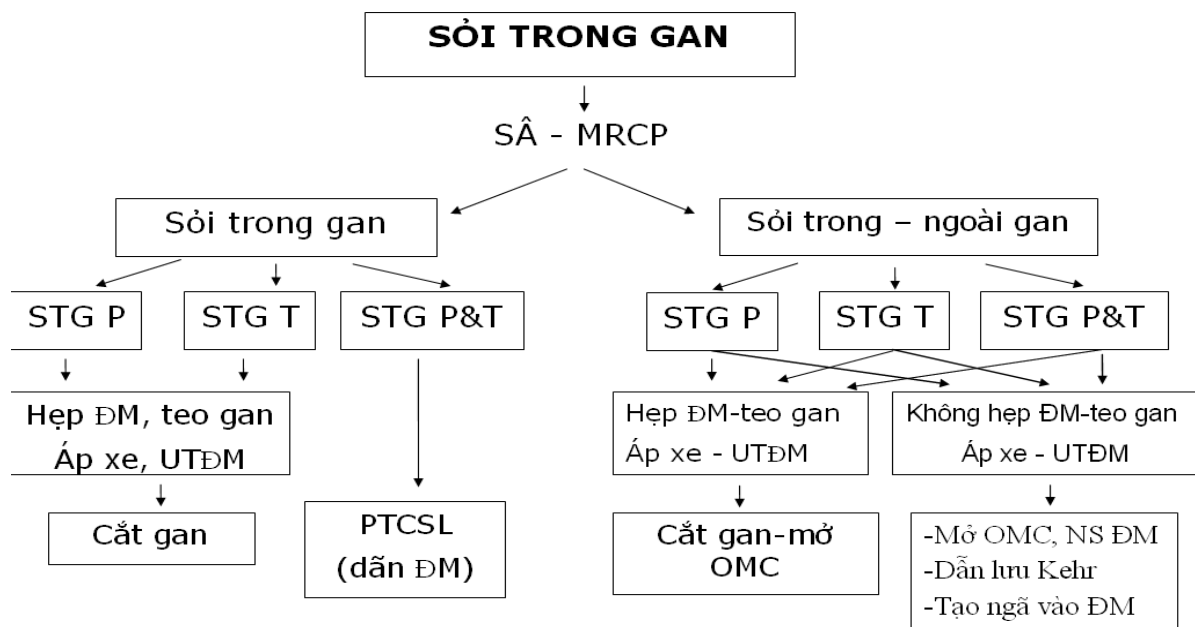 SỎI TRONG GAN
SÂ - MRCP
Sỏi trong gan
Sỏi trong – ngoài gan
STG P
STG T
STG P&T
STG P
STG T
STG P&T
Hẹp ĐM, teo gan
Áp xe, UTĐM
Hẹp ĐM-teo gan
Áp xe - UTĐM
Không hẹp ĐM-teo gan
Áp xe - UTĐM
Cắt gan
PTCSL
(dãn ĐM)
Cắt gan-mở
OMC
-Mở OMC, NS ĐM
-Dẫn lưu Kehr
-Tạo ngã vào ĐM